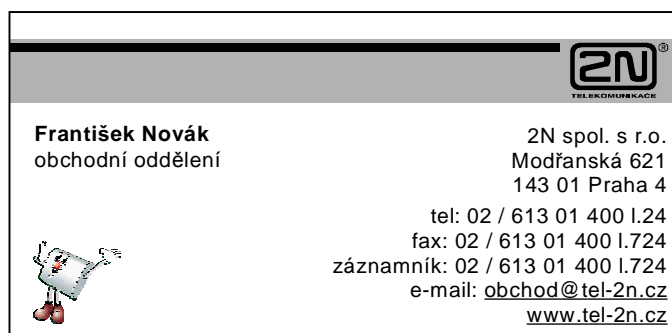 2N®
TELEKOMUNIKACE
František Novák
obchodní oddělení
2N spol. s r.o.
Modřanská 621
143 01 Praha 4
tel: 02 / 613 01 400 l.24
fax: 02 / 613 01 400 l.724
záznamník: 02 / 613 01 400 l.724
e-mail: obchod@tel-2n.cz
www.tel-2n.cz